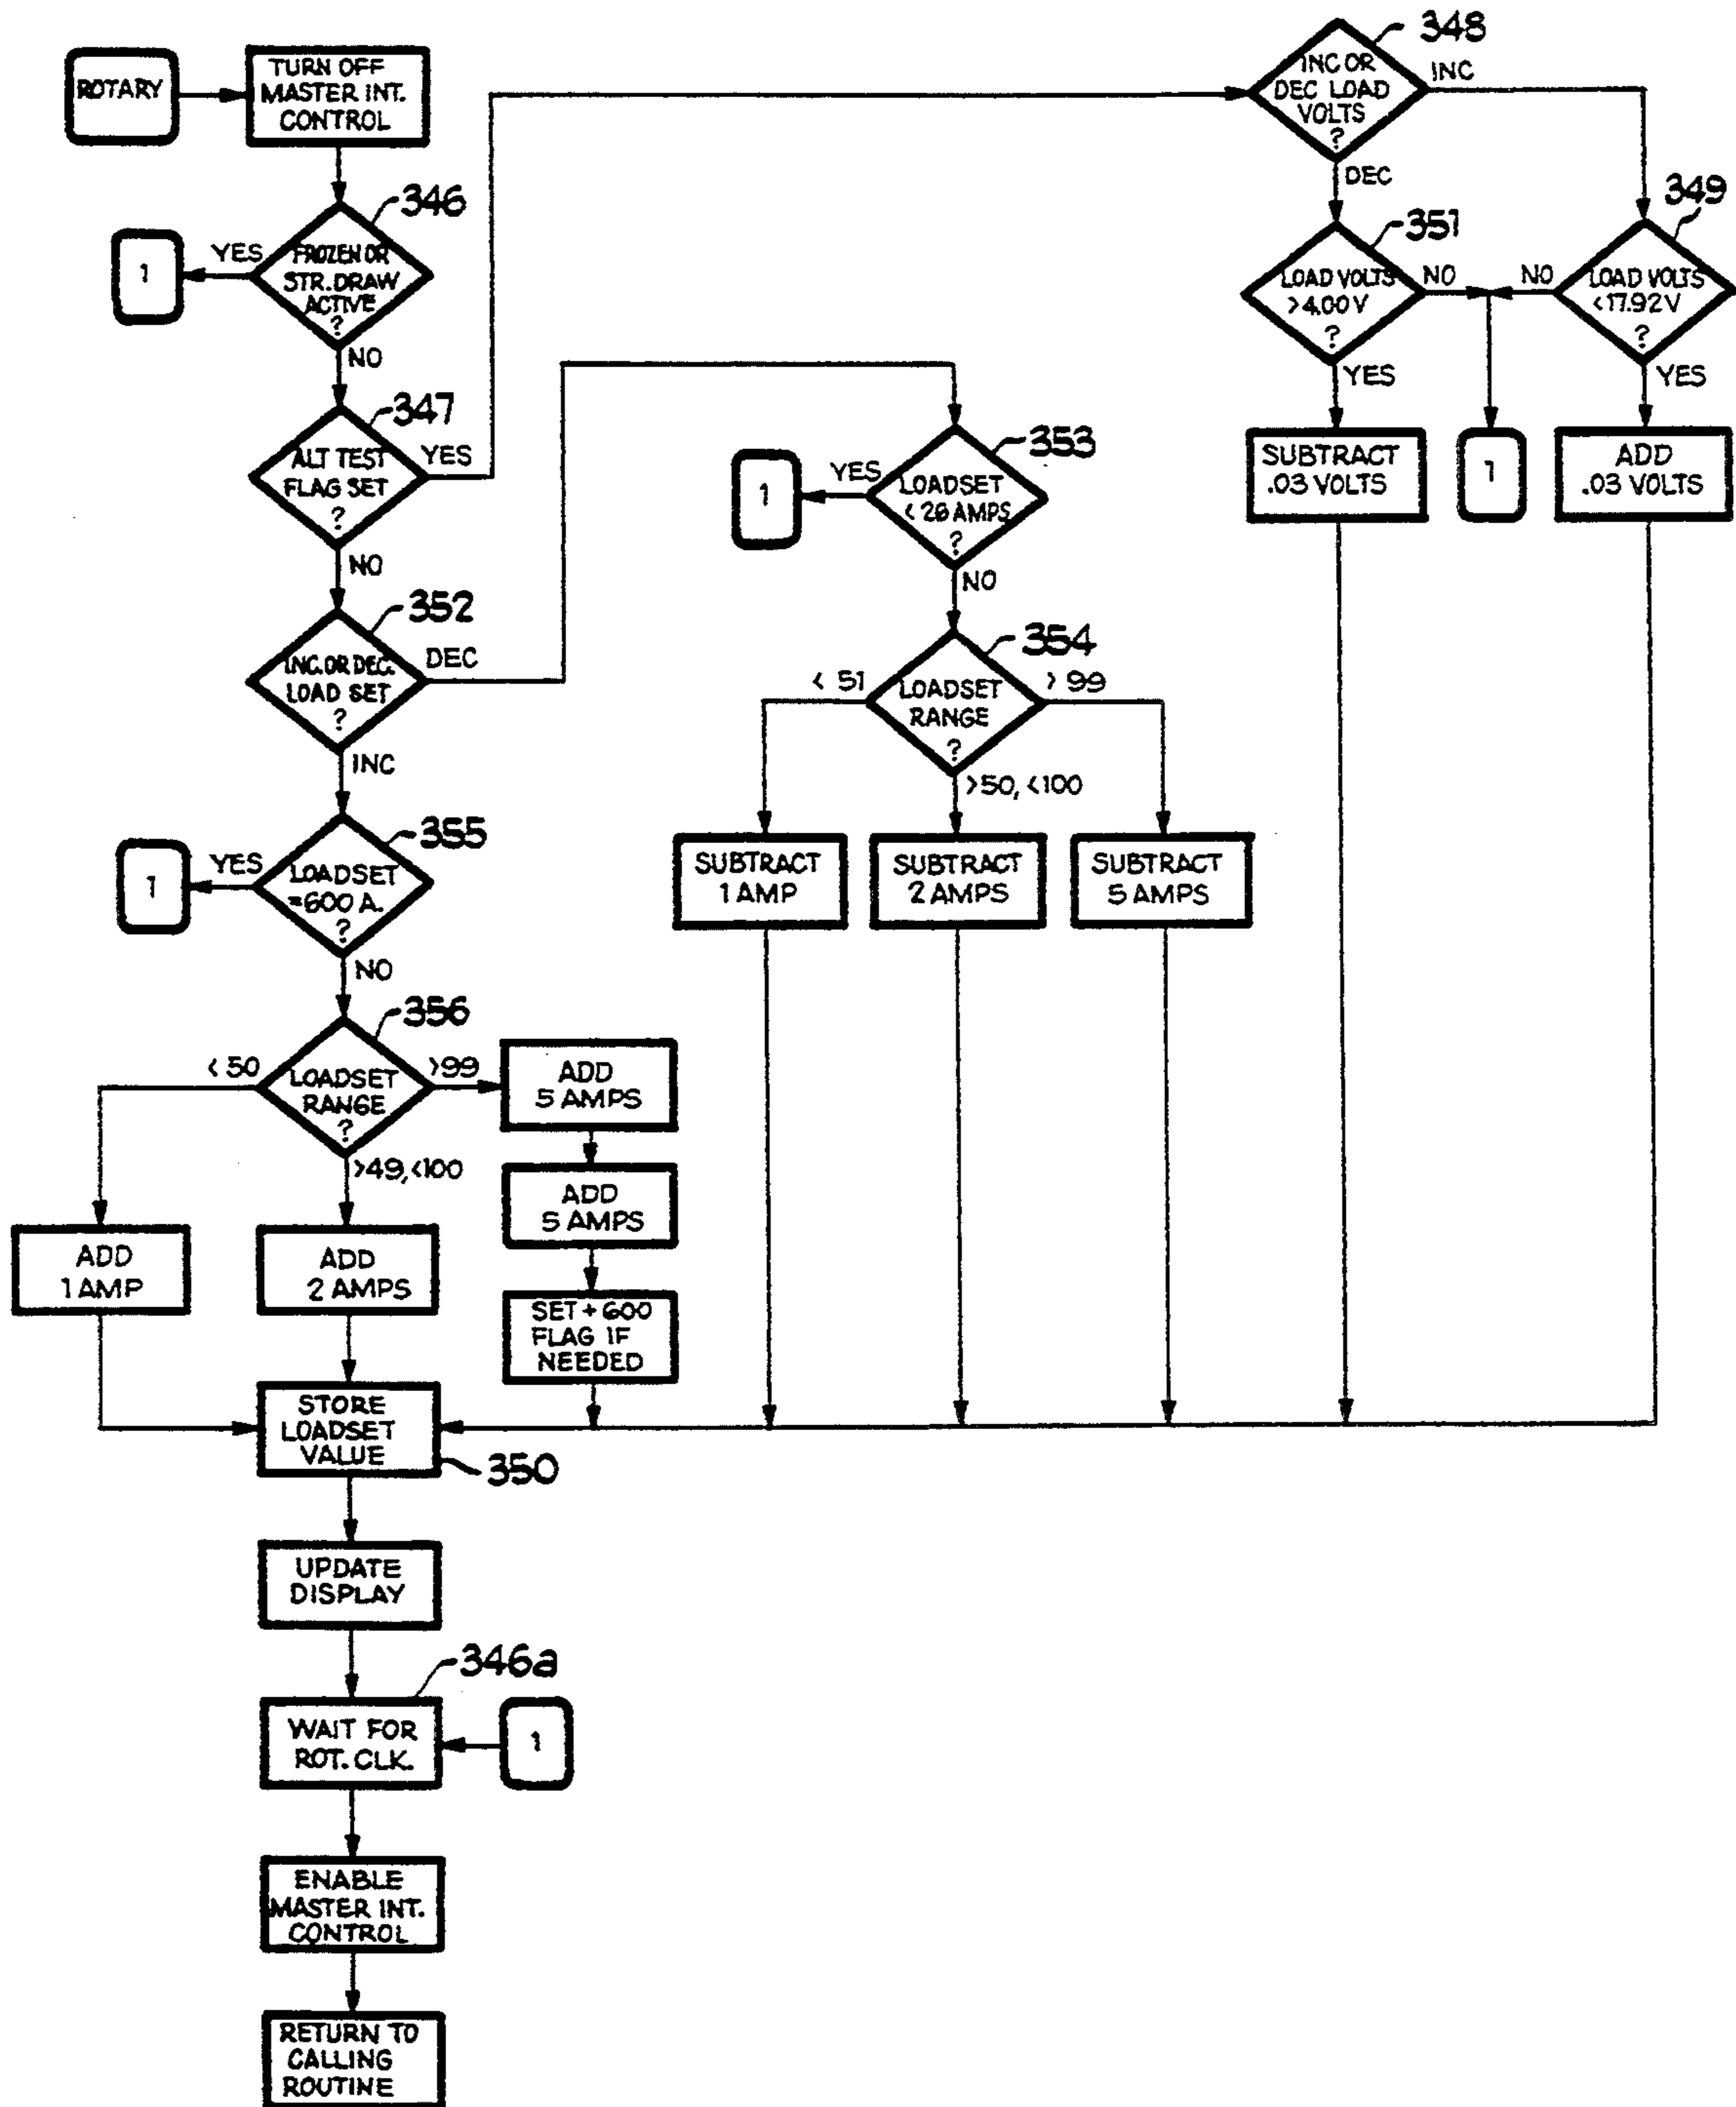 ROTARY
TURN OFF
MASTER INT.
CONTROL
346
FROZEN OR
STR. DRAW
ACTIVE
?
YES
1
NO
347
ALT TEST
FLAG SET
?
YES
NO
352
INC. OR DEC.
LOAD SET
?
DEC
INC
355
LOADSET
=600 A.
?
YES
1
NO
356
LOADSET
RANGE
?
< 50
>99
>49, <100
ADD
1 AMP
ADD
2 AMPS
ADD
5 AMPS
ADD
5 AMPS
SET + 600
FLAG IF
NEEDED
STORE
LOADSET
VALUE
350
UPDATE
DISPLAY
346a
WAIT FOR
ROT. CLK.
1
ENABLE
MASTER INT.
CONTROL
RETURN TO
CALLING
ROUTINE
353
LOADSET
< 26 AMPS
?
YES
1
NO
354
LOADSET
RANGE
?
< 51
> 99
>50, <100
SUBTRACT
1 AMP
SUBTRACT
2 AMPS
SUBTRACT
5 AMPS
348
INC OR
DEC LOAD
VOLTS
?
INC
DEC
351
LOAD VOLTS
>4.00 V
?
NO
YES
349
LOAD VOLTS
<17.92 V
?
NO
YES
SUBTRACT
.03 VOLTS
1
ADD
.03 VOLTS